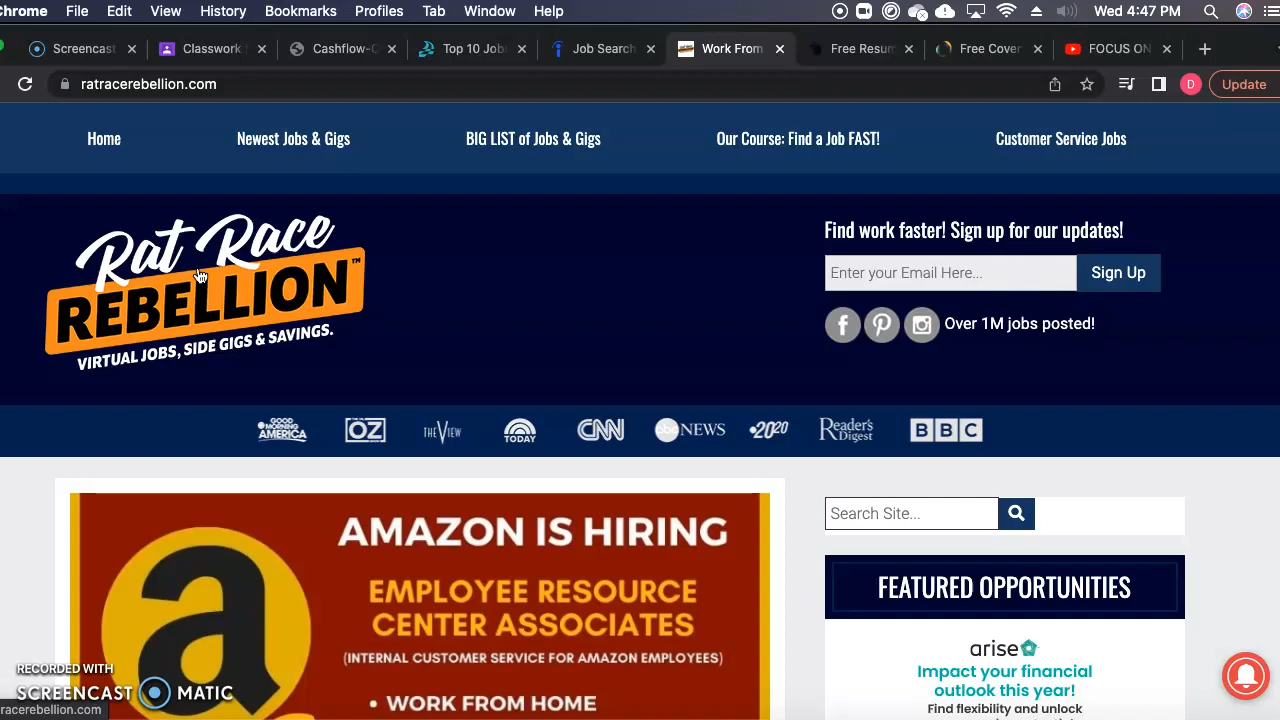 Chrome File Edit View History Bookmarks Profiles Tab Window Help Wed 4:47 PM
Screencast Classwork Cashflow-Q Top 10 Job Job Search Work From Free Resum Free Cover FOCUS ON
ratracerebellion.com D Update
Home Newest Jobs & Gigs BIG LIST of Jobs & Gigs Our Course: Find a Job FAST! Customer Service Jobs
Rat Race
REBELLION™
VIRTUAL JOBS, SIDE GIGS & SAVINGS.
Find work faster! Sign up for our updates!
Enter your Email Here... Sign Up
Over 1M jobs posted!
GOOD MORNING AMERICA OZ THE VIEW TODAY CNN abc NEWS 20/20 Reader's Digest BBC
AMAZON IS HIRING
EMPLOYEE RESOURCE
CENTER ASSOCIATES
(INTERNAL CUSTOMER SERVICE FOR AMAZON EMPLOYEES)
• WORK FROM HOME
Search Site...
FEATURED OPPORTUNITIES
arise
Impact your financial
outlook this year!
Find flexibility and unlock
RECORDED WITH
SCREENCAST MATIC
racerebellion.com